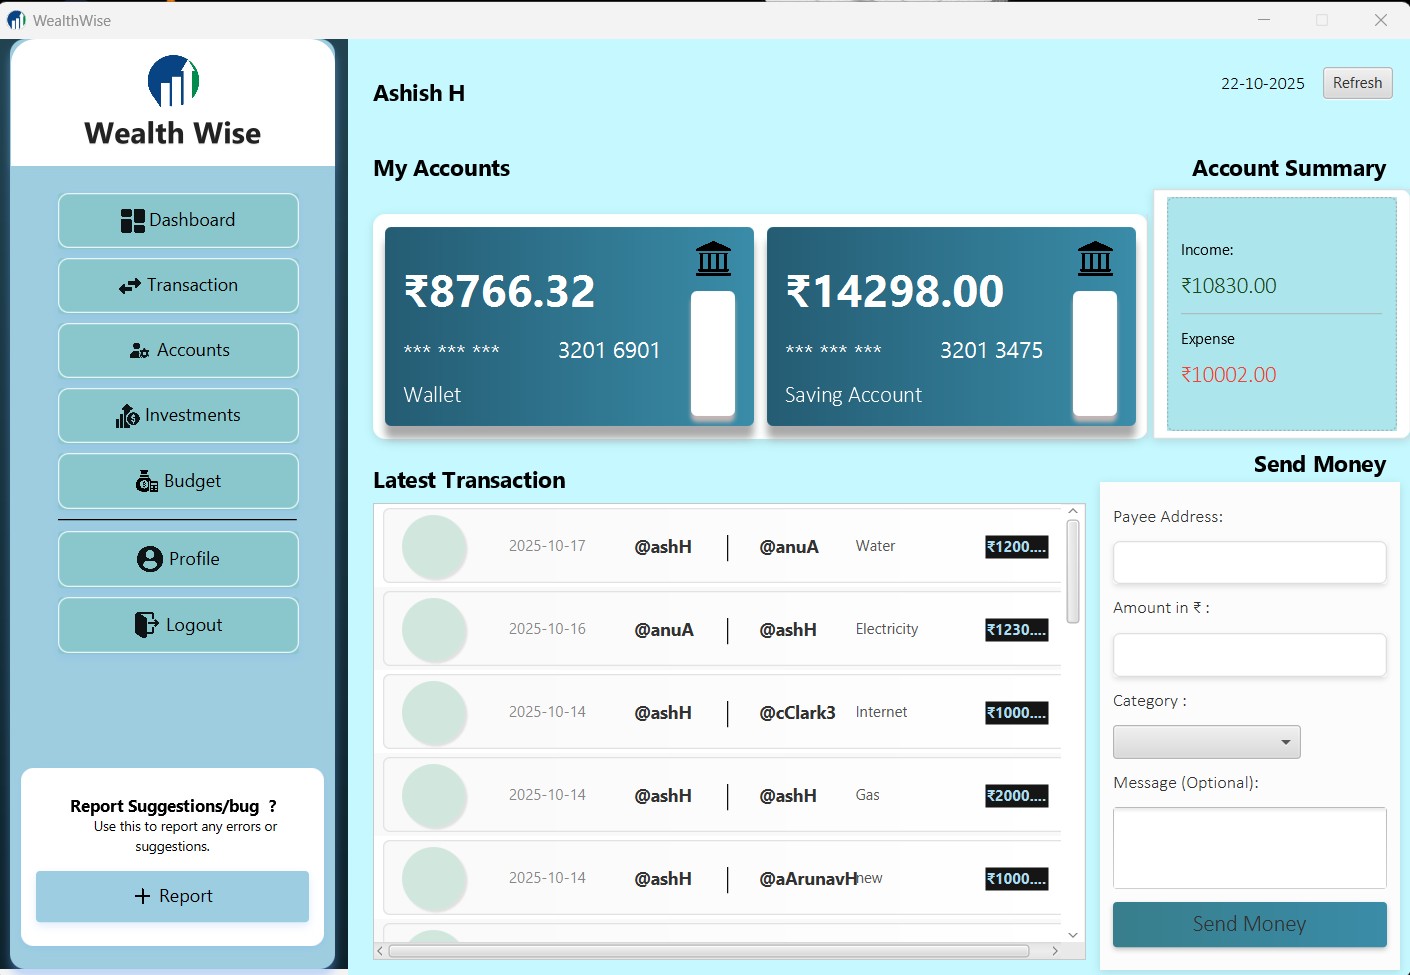 WealthWise
Wealth Wise
Dashboard
Transaction
Accounts
Investments
Budget
Profile
Logout
Report Suggestions/bug ?
Use this to report any errors or
suggestions.
+ Report
Ashish H
22-10-2025
Refresh
My Accounts
₹8766.32
*** *** ***
3201 6901
Wallet
₹14298.00
*** *** ***
3201 3475
Saving Account
Account Summary
Income:
₹10830.00
Expense
₹10002.00
Latest Transaction
2025-10-17 @ashH | @anuA Water ₹1200....
2025-10-16 @anuA | @ashH Electricity ₹1230....
2025-10-14 @ashH | @cClark3 Internet ₹1000....
2025-10-14 @ashH | @ashH Gas ₹2000....
2025-10-14 @ashH | @aArunavH new ₹1000....
Send Money
Payee Address:
Amount in ₹ :
Category :
Message (Optional):
Send Money